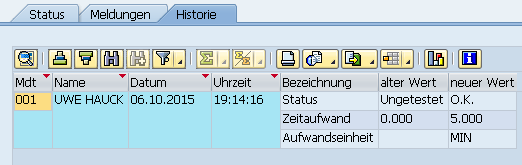 Status Meldungen Historie
Mdt Name Datum Uhrzeit Bezeichnung alter Wert neuer Wert
001 UWE HAUCK 06.10.2015 19:14:16 Status Ungetestet O.K.
Zeitaufwand 0.000 5.000
Aufwandseinheit MIN